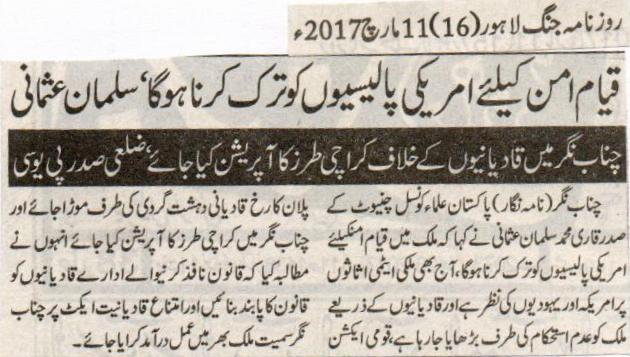 روزنامہ جنگ لاہور (16) 11 مارچ 2017ء
قیام امن کیلئے امریکی پالیسیوں کو ترک کرنا ہوگا‘ سلمان عثمانی
چناب نگر میں قادیانیوں کے خلاف کراچی طرز کا آپریشن کیا جائے، ضلعی صدر پی یو سی
چناب نگر (نامہ نگار) پاکستان علماء کونسل چنیوٹ کے
صدر قاری محمد سلمان عثمانی نے کہا کہ ملک میں قیام امن کیلئے
امریکی پالیسیوں کو ترک کرنا ہوگا، آج بھی ملکی ایٹمی اثاثوں
پر امریکہ اور یہودیوں کی نظر ہے اور قادیانیوں کے ذریعے
ملک کو عدم استحکام کی طرف بڑھایا جا رہا ہے، قومی ایکشن
پلان کا رخ قادیانی دہشت گردی کی طرف موڑا جائے اور
چناب نگر میں کراچی طرز کا آپریشن کیا جائے انہوں نے
مطالبہ کیا کہ قانون نافذ کرنیوالے ادارے قادیانیوں کو
قانون کا پابند بنائیں اور امتناع قادیانیت ایکٹ پر چناب
نگر سمیت ملک بھر میں عمل درآمد کرایا جائے۔